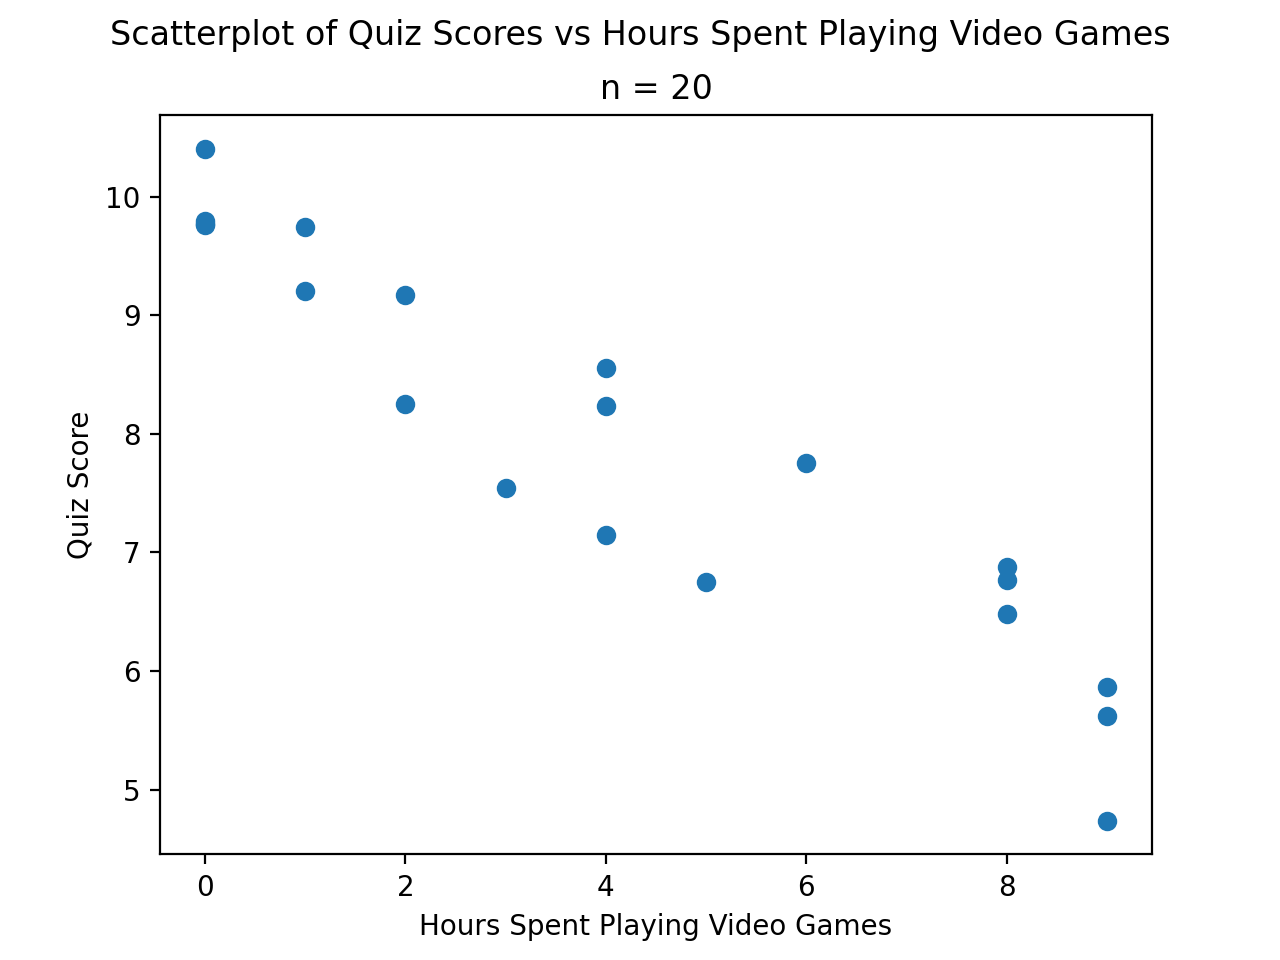 Scatterplot of Quiz Scores vs Hours Spent Playing Video Games
n = 20
10
9
8
7
6
5
Quiz Score
0 2 4 6 8
Hours Spent Playing Video Games